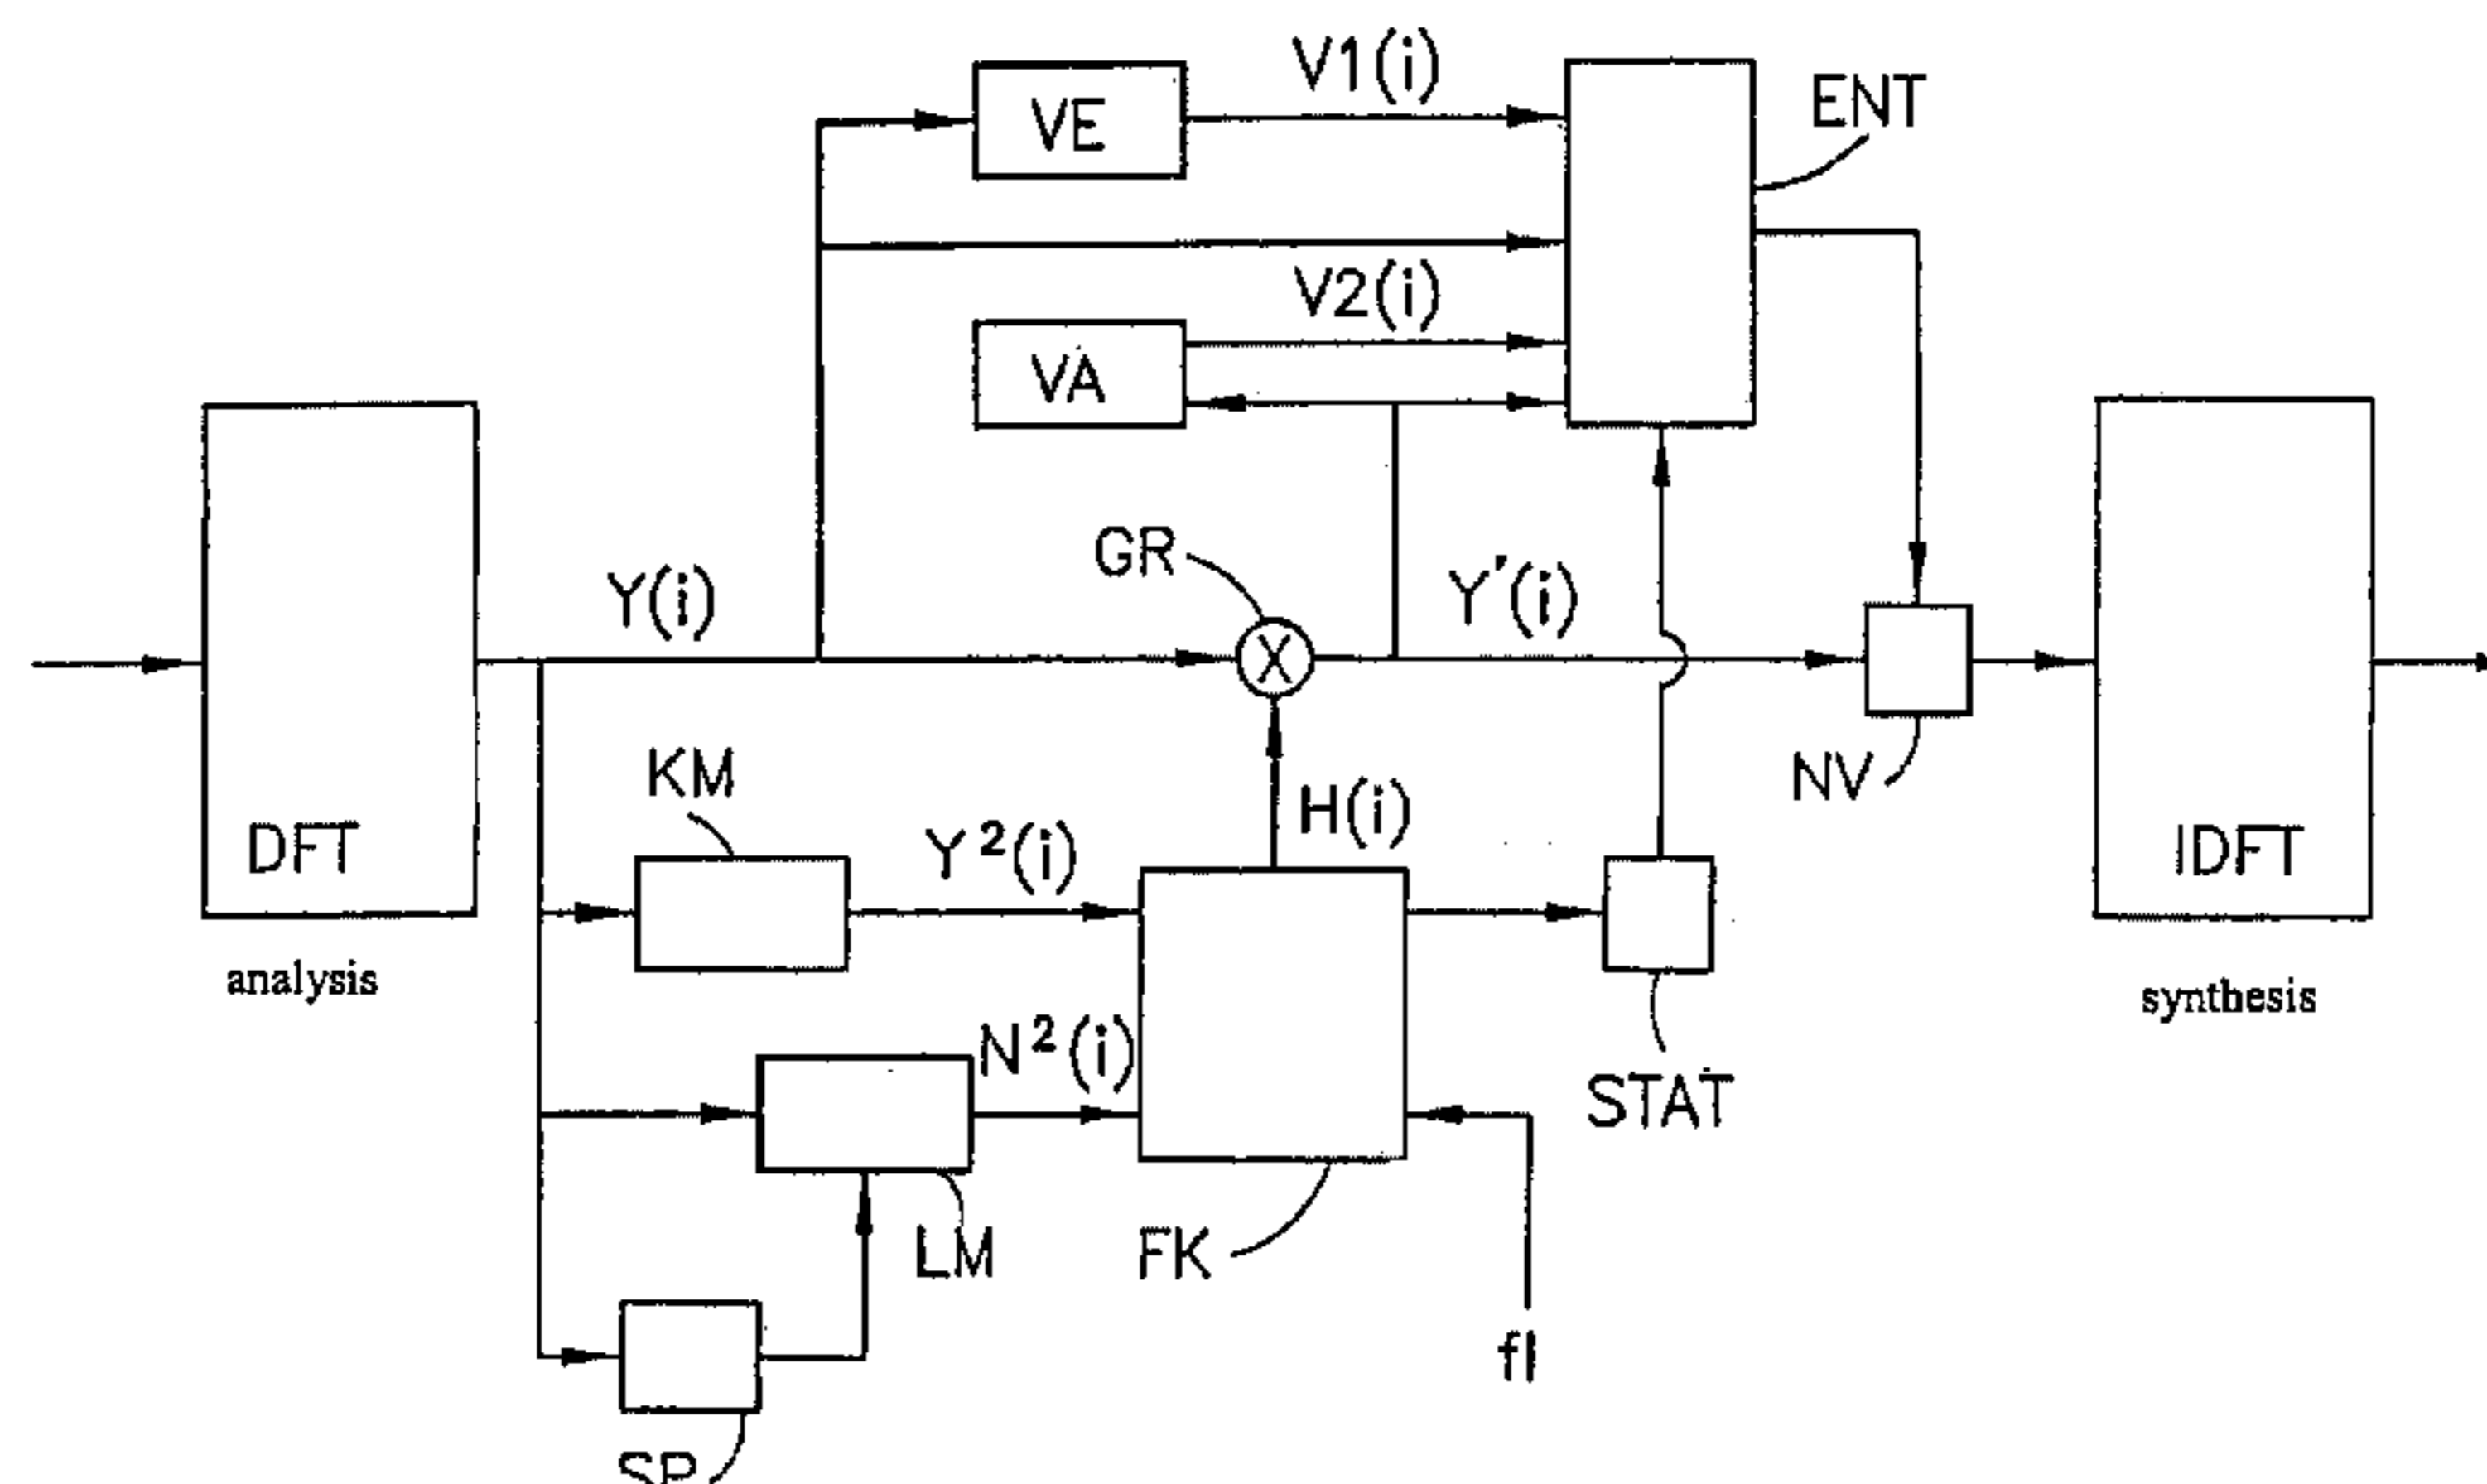 V1(i)
ENT
VE
V2(i)
VA
GR
Y(i)
Y'(i)
X
KM
NV
H(i)
Y²(i)
DFT
IDFT
analysis
synthesis
N²(i)
STAT
LM
FK
fl
SP